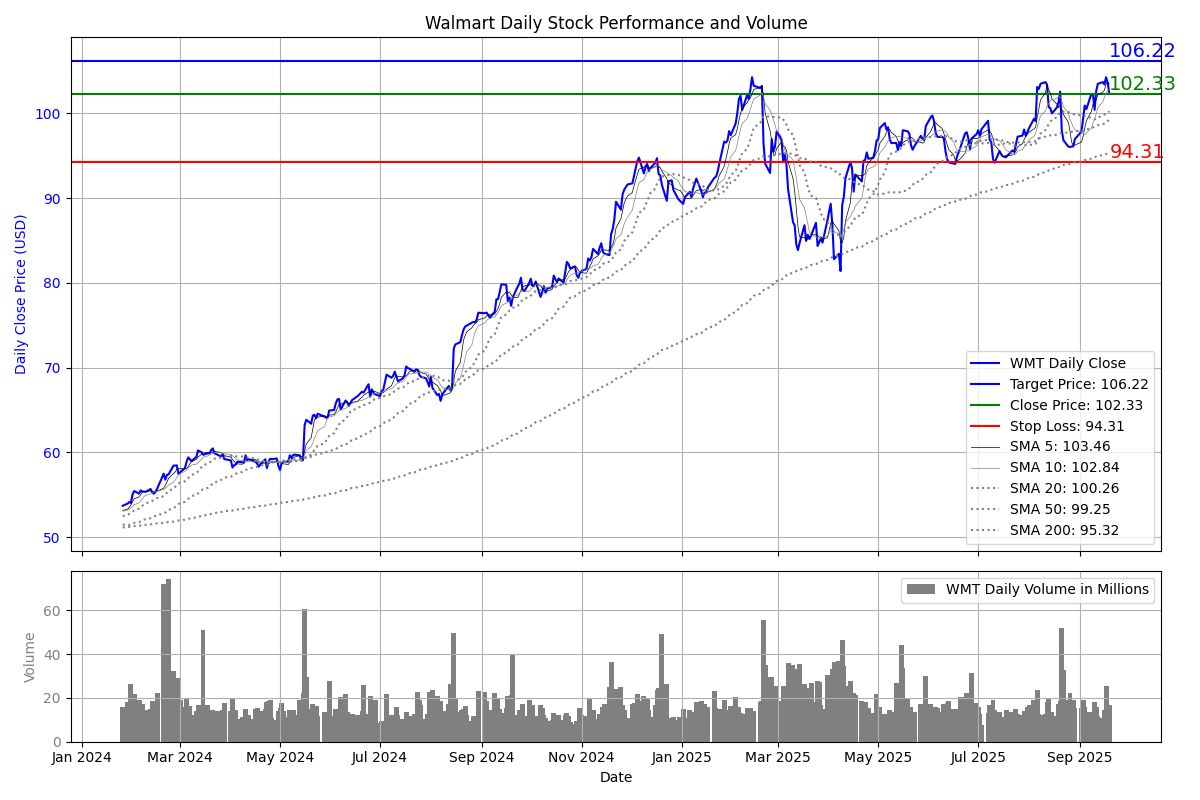 Walmart Daily Stock Performance and Volume
106.22
102.33
94.31
Daily Close Price (USD)
100
90
80
70
60
50
WMT Daily Close
Target Price: 106.22
Close Price: 102.33
Stop Loss: 94.31
SMA 5: 103.46
SMA 10: 102.84
SMA 20: 100.26
SMA 50: 99.25
SMA 200: 95.32
WMT Daily Volume in Millions
Volume
60
40
20
0
Jan 2024 Mar 2024 May 2024 Jul 2024 Sep 2024 Nov 2024 Jan 2025 Mar 2025 May 2025 Jul 2025 Sep 2025
Date